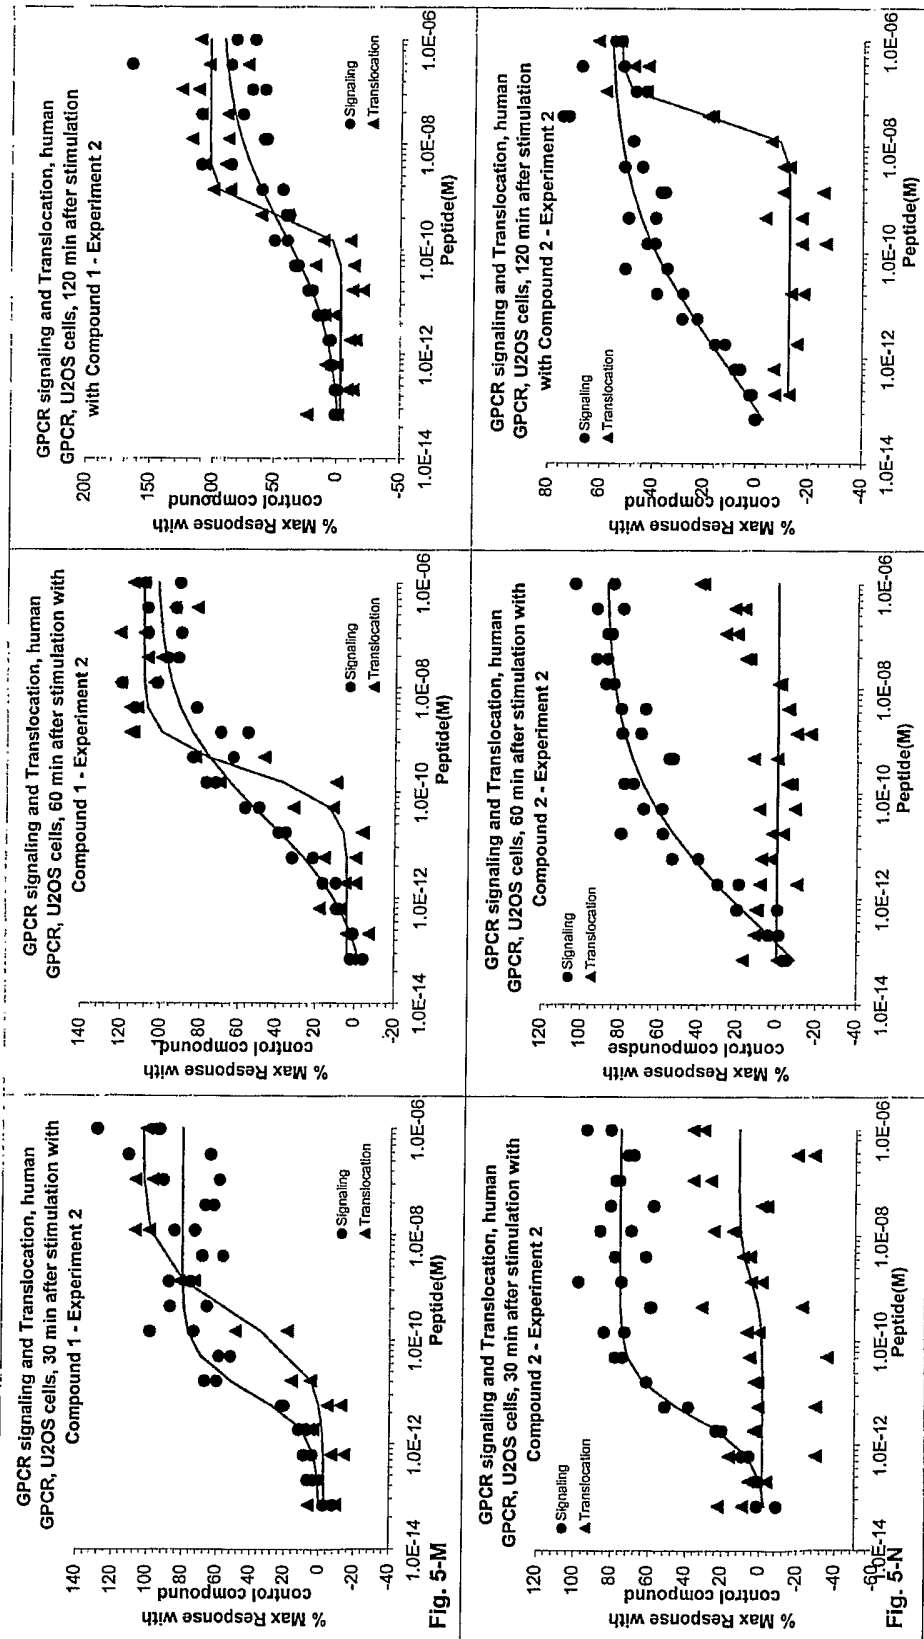 GPCR signaling and Translocation, human
GPCR, U2OS cells, 30 min after stimulation with
Compound 1 - Experiment 2
% Max Response with
control compound
140
120
100
80
60
40
20
0
-20
-40
1.0E-14
1.0E-12
1.0E-10
1.0E-08
1.0E-06
Peptide(M)
Signaling
Translocation
Fig. 5-M
GPCR signaling and Translocation, human
GPCR, U2OS cells, 60 min after stimulation with
Compound 1 - Experiment 2
% Max Response with
control compound
140
120
100
80
60
40
20
0
-20
1.0E-14
1.0E-12
1.0E-10
1.0E-08
1.0E-06
Peptide(M)
Signaling
Translocation
GPCR signaling and Translocation, human
GPCR, U2OS cells, 120 min after stimulation
with Compound 1 - Experiment 2
% Max Response with
control compound
200
150
100
50
0
-50
1.0E-14
1.0E-12
1.0E-10
1.0E-08
1.0E-06
Peptide(M)
Signaling
Translocation
GPCR signaling and Translocation, human
GPCR, U2OS cells, 30 min after stimulation with
Compound 2 - Experiment 2
Signaling
Translocation
% Max Response with
control compound
120
100
80
60
40
20
0
-20
-40
1.0E-14
1.0E-12
1.0E-10
1.0E-08
1.0E-06
Peptide(M)
Fig. 5-N
GPCR signaling and Translocation, human
GPCR, U2OS cells, 60 min after stimulation with
Compound 2 - Experiment 2
Signaling
Translocation
% Max Response with
control compoundse
120
100
80
60
40
20
0
-20
-40
1.0E-14
1.0E-12
1.0E-10
1.0E-08
1.0E-06
Peptide(M)
GPCR signaling and Translocation, human
GPCR, U2OS cells, 120 min after stimulation
with Compound 2 - Experiment 2
Signaling
Translocation
% Max Response with
control compound
80
60
40
20
0
-20
-40
1.0E-14
1.0E-12
1.0E-10
1.0E-08
1.0E-06
Peptide(M)